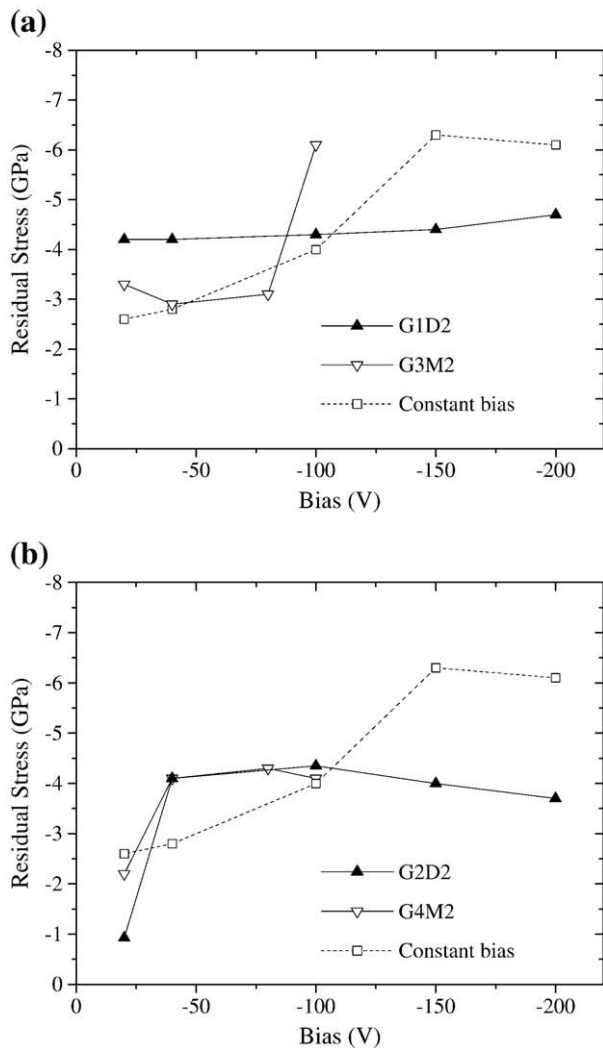 (a)
-8
-7
-6
-5
-4
-3
-2
-1
0
Residual Stress (GPa)
G1D2
G3M2
Constant bias
0 -50 -100 -150 -200
Bias (V)
(b)
-8
-7
-6
-5
-4
-3
-2
-1
0
Residual Stress (GPa)
G2D2
G4M2
Constant bias
0 -50 -100 -150 -200
Bias (V)